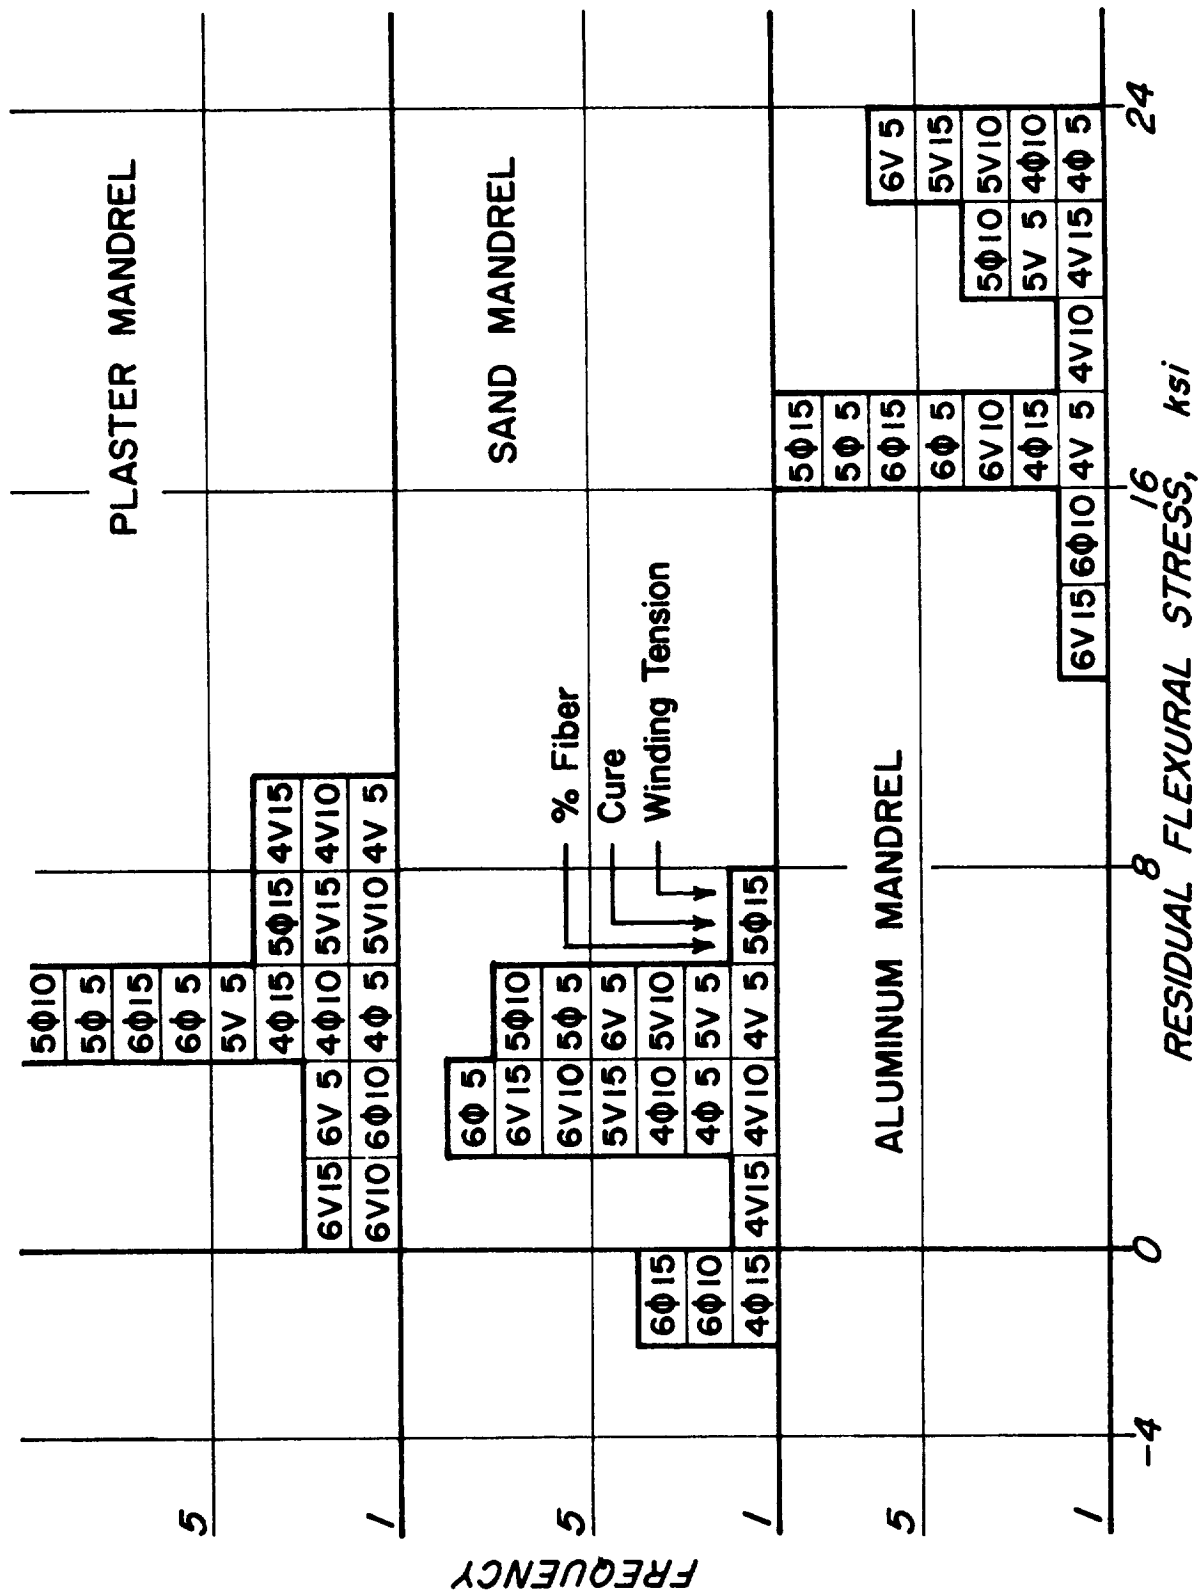 FREQUENCY
PLASTER MANDREL
5Φ10
5Φ 5
6Φ15
6Φ 5
5
5V 5
4Φ15 5Φ15 4V15
6V15 6V 5 4Φ10 5V15 4V10
6V10 6Φ10 4Φ 5 5V10 4V 5
1
SAND MANDREL
6Φ 5
6V15 5Φ10
6V10 5Φ 5
5
5V15 6V 5
6Φ15 4Φ10 5V10
6Φ10 4Φ 5 5V 5
4Φ15 4V15 4V10 4V 5 5Φ15
1
% Fiber
Cure
Winding Tension
ALUMINUM MANDREL
5Φ15
5Φ 5
6Φ15 6V 5
5
6Φ 5 5V15
6V10 5Φ10 5V10
4Φ15 5V 5 4Φ10
6V15 6Φ10 4V 5 4V10 4V15 4Φ 5
1
-4 0 8 16 24
RESIDUAL FLEXURAL STRESS, ksi